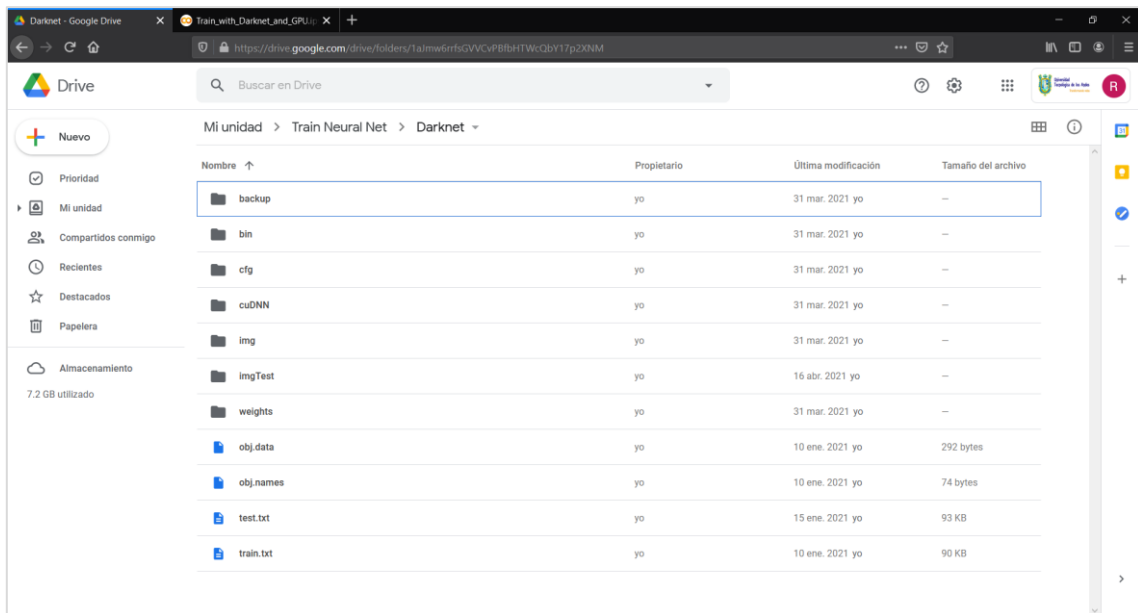 Darknet - Google Drive
Train_with_Darknet_and_GPU.ip
https://drive.google.com/drive/folders/1aJmw6rrfsGVVCvPBfbHTWcQbY17p2XNM
Drive
Buscar en Drive
R
Nuevo
Mi unidad > Train Neural Net > Darknet
31
Nombre ↑ Propietario Última modificación Tamaño del archivo
Prioridad
Mi unidad
Compartidos conmigo
Recientes
Destacados
Papelera
Almacenamiento
7.2 GB utilizado
backup yo 31 mar. 2021 yo —
bin yo 31 mar. 2021 yo —
cfg yo 31 mar. 2021 yo —
cuDNN yo 31 mar. 2021 yo —
img yo 31 mar. 2021 yo —
imgTest yo 16 abr. 2021 yo —
weights yo 31 mar. 2021 yo —
obj.data yo 10 ene. 2021 yo 292 bytes
obj.names yo 10 ene. 2021 yo 74 bytes
test.txt yo 15 ene. 2021 yo 93 KB
train.txt yo 10 ene. 2021 yo 90 KB